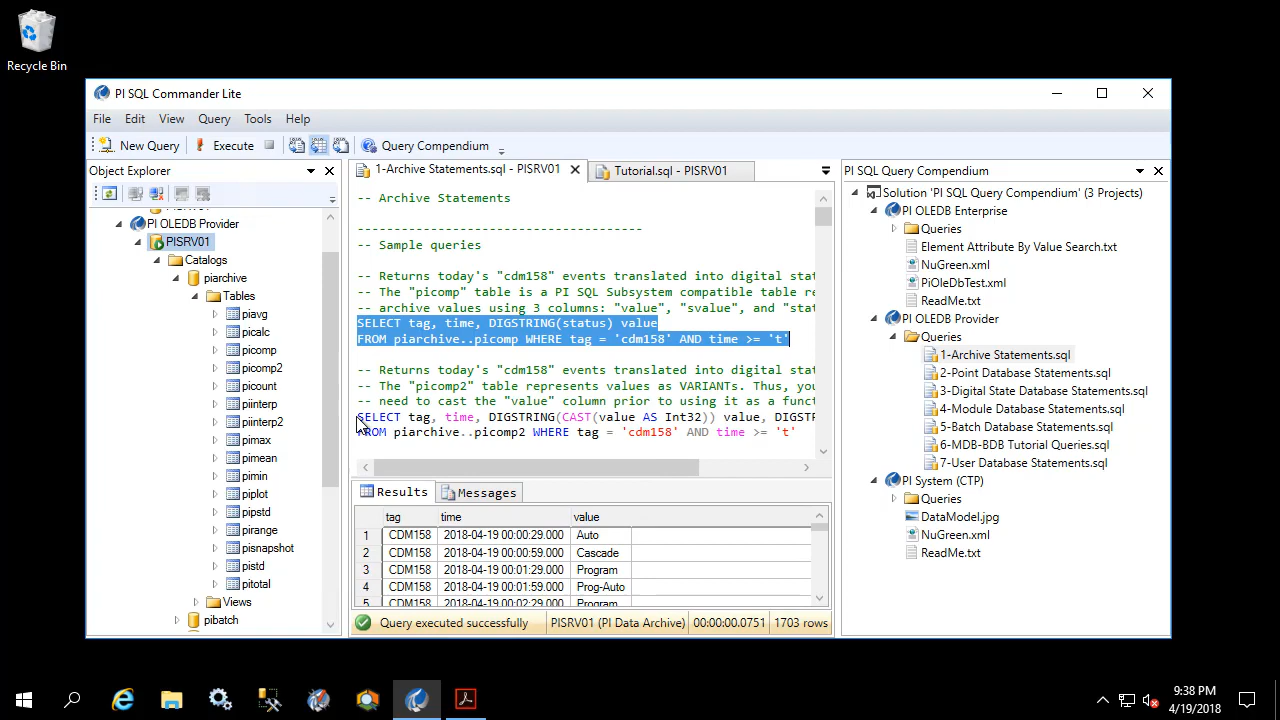 Recycle Bin
PI SQL Commander Lite
File Edit View Query Tools Help
New Query Execute Query Compendium
Object Explorer
PI OLEDB Provider
PISRV01
Catalogs
piarchive
Tables
piavg
picalc
picomp
picomp2
picount
piinterp
piinterp2
pimax
pimean
pimin
piplot
pipstd
pirange
pisnapshot
pistd
pitotal
Views
pibatch
1-Archive Statements.sql - PISRV01
Tutorial.sql - PISRV01
-- Archive Statements
--------------------------------------
-- Sample queries
-- Returns today's "cdm158" events translated into digital stat
-- The "picomp" table is a PI SQL Subsystem compatible table re
-- archive values using 3 columns: "value", "svalue", and "stat
SELECT tag, time, DIGSTRING(status) value
FROM piarchive..picomp WHERE tag = 'cdm158' AND time >= 't'
-- Returns today's "cdm158" events translated into digital stat
-- The "picomp2" table represents values as VARIANTs. Thus, you
-- need to cast the "value" column prior to using it as a funct
SELECT tag, time, DIGSTRING(CAST(value AS Int32)) value, DIGSTR
FROM piarchive..picomp2 WHERE tag = 'cdm158' AND time >= 't'
Results Messages
tag time value
1 CDM158 2018-04-19 00:00:29.000 Auto
2 CDM158 2018-04-19 00:00:59.000 Cascade
3 CDM158 2018-04-19 00:01:29.000 Program
4 CDM158 2018-04-19 00:01:59.000 Prog-Auto
5 CDM158 2018-04-19 00:02:29.000 Program
Query executed successfully PISRV01 (PI Data Archive) 00:00:00.0751 1703 rows
PI SQL Query Compendium
Solution 'PI SQL Query Compendium' (3 Projects)
PI OLEDB Enterprise
Queries
Element Attribute By Value Search.txt
NuGreen.xml
PiOleDbTest.xml
ReadMe.txt
PI OLEDB Provider
Queries
1-Archive Statements.sql
2-Point Database Statements.sql
3-Digital State Database Statements.sql
4-Module Database Statements.sql
5-Batch Database Statements.sql
6-MDB-BDB Tutorial Queries.sql
7-User Database Statements.sql
PI System (CTP)
Queries
DataModel.jpg
NuGreen.xml
ReadMe.txt
9:38 PM
4/19/2018